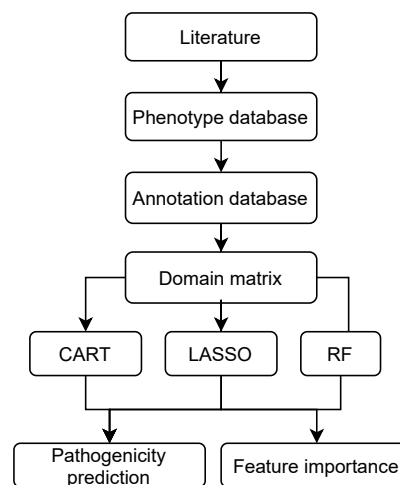 Literature
Phenotype database
Annotation database
Domain matrix
CART
LASSO
RF
Pathogenicity
prediction
Feature importance